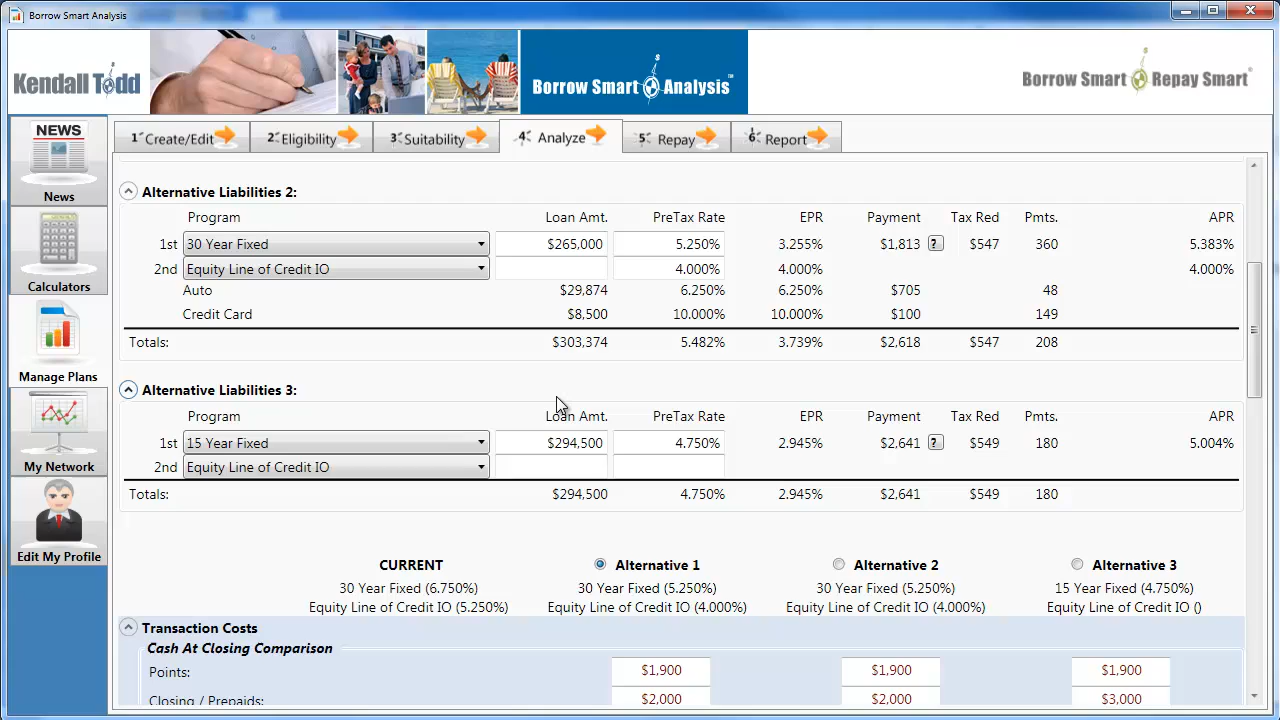 Borrow Smart Analysis
Kendall Todd
Borrow Smart Analysis™
Borrow Smart Repay Smart®
1 Create/Edit 2 Eligibility 3 Suitability 4 Analyze 5 Repay 6 Report
NEWS
News
Calculators
Manage Plans
My Network
Edit My Profile
Alternative Liabilities 2:
Program Loan Amt. PreTax Rate EPR Payment Tax Red Pmts. APR
1st 30 Year Fixed $265,000 5.250% 3.255% $1,813 ? $547 360 5.383%
2nd Equity Line of Credit IO 4.000% 4.000% 4.000%
Auto $29,874 6.250% 6.250% $705 48
Credit Card $8,500 10.000% 10.000% $100 149
Totals: $303,374 5.482% 3.739% $2,618 $547 208
Alternative Liabilities 3:
Program Loan Amt. PreTax Rate EPR Payment Tax Red Pmts. APR
1st 15 Year Fixed $294,500 4.750% 2.945% $2,641 ? $549 180 5.004%
2nd Equity Line of Credit IO
Totals: $294,500 4.750% 2.945% $2,641 $549 180
CURRENT Alternative 1 Alternative 2 Alternative 3
30 Year Fixed (6.750%) 30 Year Fixed (5.250%) 30 Year Fixed (5.250%) 15 Year Fixed (4.750%)
Equity Line of Credit IO (5.250%) Equity Line of Credit IO (4.000%) Equity Line of Credit IO (4.000%) Equity Line of Credit IO ()
Transaction Costs
Cash At Closing Comparison
Points: $1,900 $1,900 $1,900
Closing / Prepaids: $2,000 $2,000 $3,000